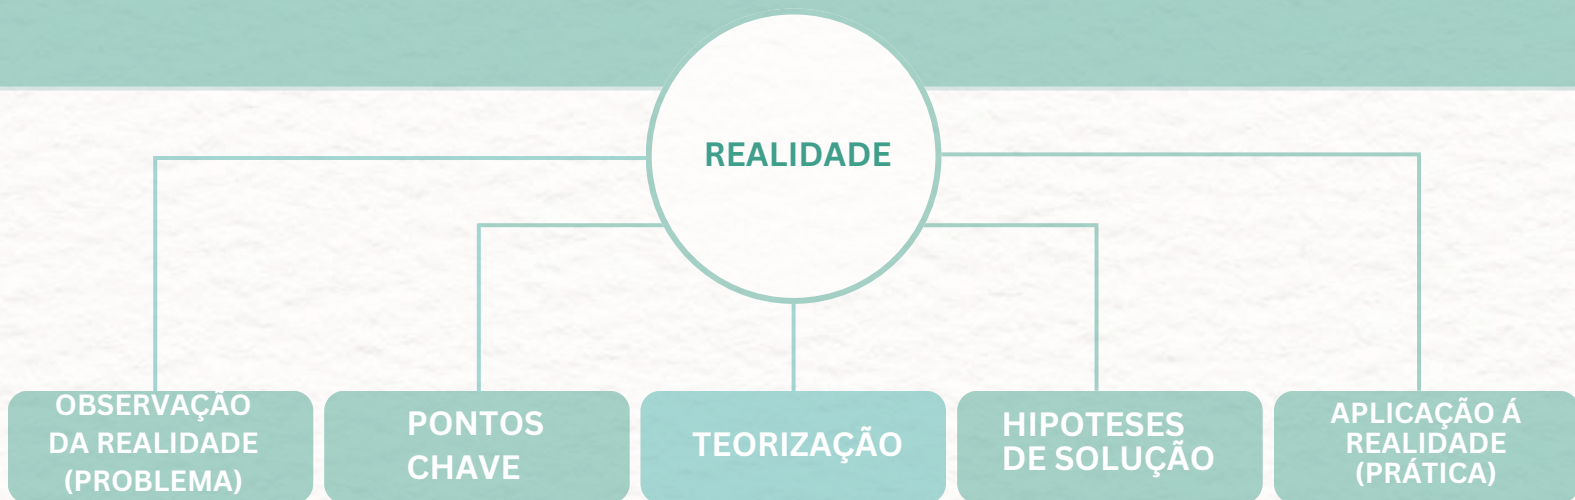 REALIDADE
OBSERVAÇÃO
DA REALIDADE
(PROBLEMA)
PONTOS
CHAVE
TEORIZAÇÃO
HIPOTESES
DE SOLUÇÃO
APLICAÇÃO Á
REALIDADE
(PRÁTICA)